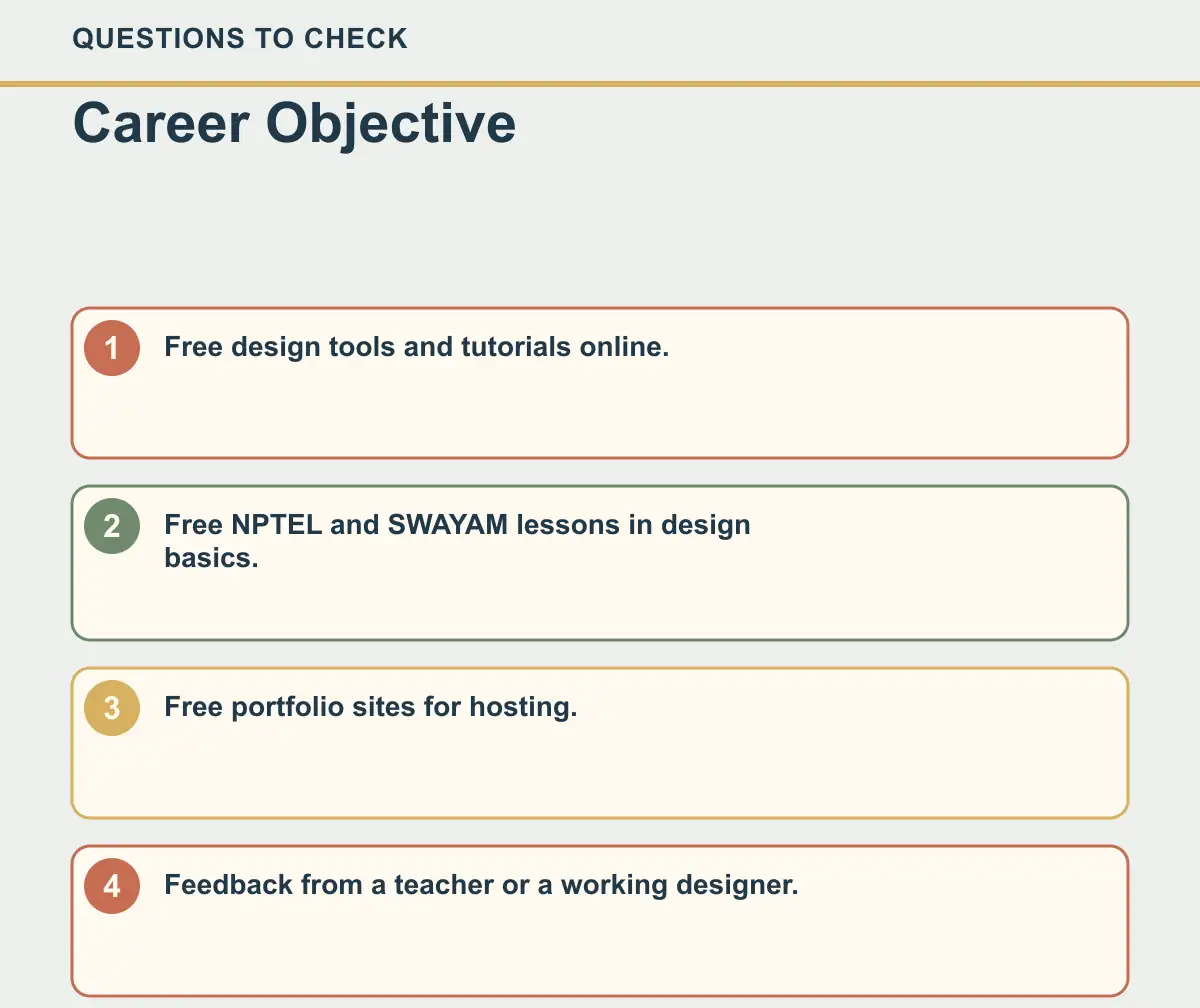 QUESTIONS TO CHECK
Career Objective
1
Free design tools and tutorials online.
2
Free NPTEL and SWAYAM lessons in design
basics.
3
Free portfolio sites for hosting.
4
Feedback from a teacher or a working designer.